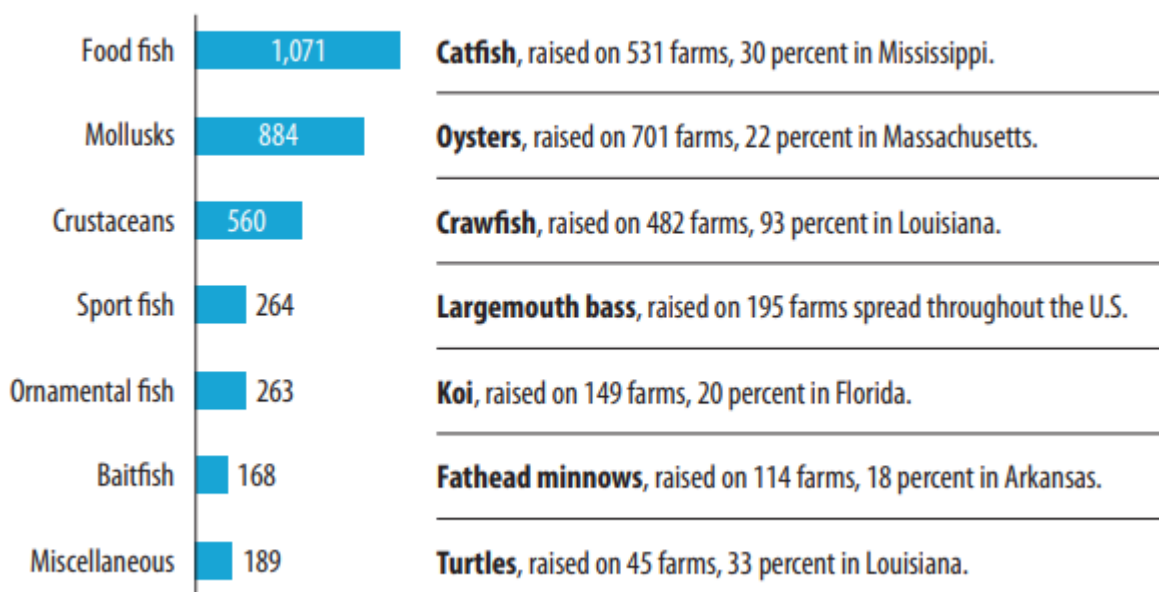 Food fish 1,071 Catfish, raised on 531 farms, 30 percent in Mississippi.
Mollusks 884 Oysters, raised on 701 farms, 22 percent in Massachusetts.
Crustaceans 560 Crawfish, raised on 482 farms, 93 percent in Louisiana.
Sport fish 264 Largemouth bass, raised on 195 farms spread throughout the U.S.
Ornamental fish 263 Koi, raised on 149 farms, 20 percent in Florida.
Baitfish 168 Fathead minnows, raised on 114 farms, 18 percent in Arkansas.
Miscellaneous 189 Turtles, raised on 45 farms, 33 percent in Louisiana.